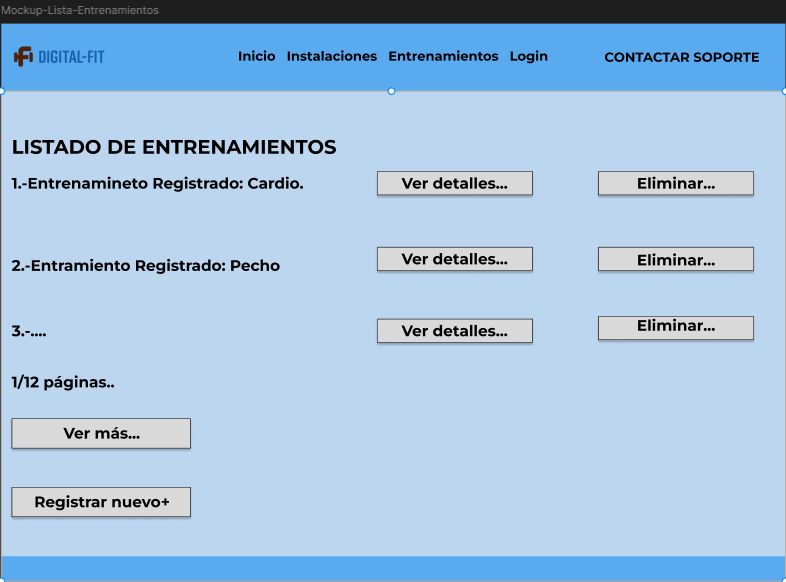 Mockup-Lista-Entrenamientos
DIGITAL-FIT Inicio Instalaciones Entrenamientos Login CONTACTAR SOPORTE
LISTADO DE ENTRENAMIENTOS
1.-Entrenamineto Registrado: Cardio. Ver detalles... Eliminar...
2.-Entramiento Registrado: Pecho Ver detalles... Eliminar...
3.-.... Ver detalles... Eliminar...
1/12 páginas..
Ver más...
Registrar nuevo+